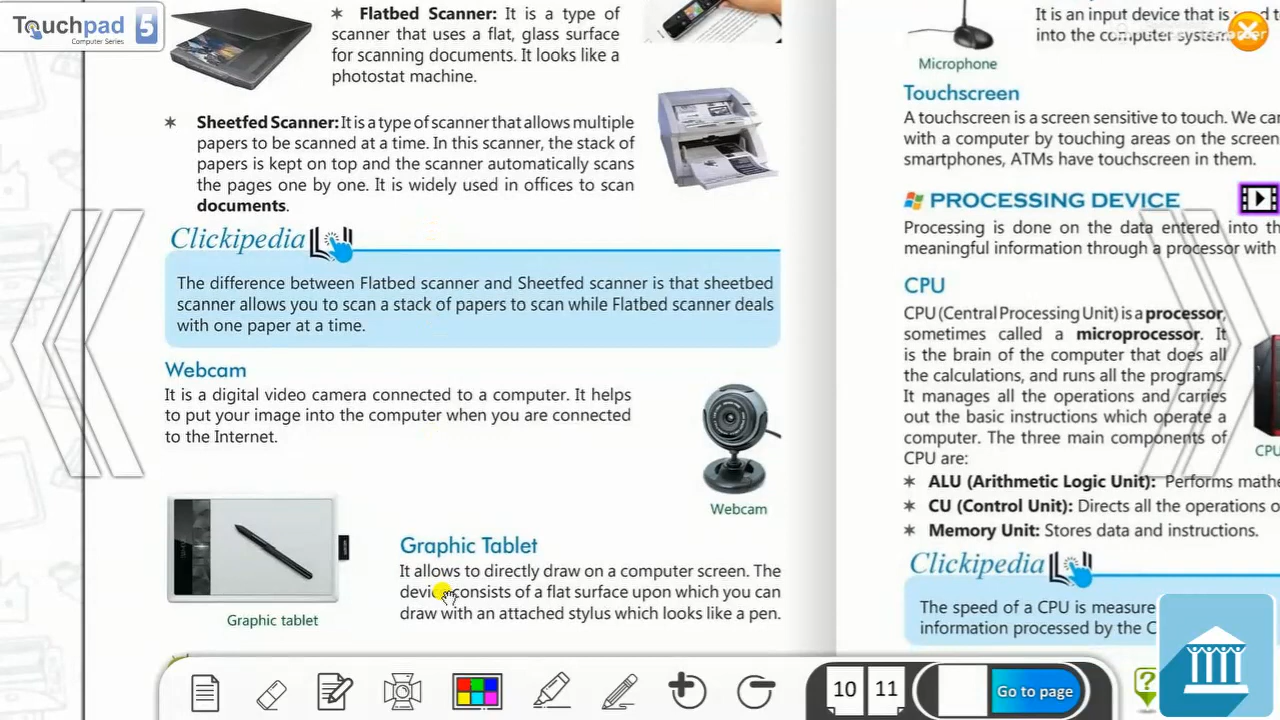 Touchpad 5
Computer Series
✶ Flatbed Scanner: It is a type of
scanner that uses a flat, glass surface
for scanning documents. It looks like a
photostat machine.
✶ Sheetfed Scanner: It is a type of scanner that allows multiple
papers to be scanned at a time. In this scanner, the stack of
papers is kept on top and the scanner automatically scans
the pages one by one. It is widely used in offices to scan
documents.
Clickipedia
The difference between Flatbed scanner and Sheetfed scanner is that sheetbed
scanner allows you to scan a stack of papers to scan while Flatbed scanner deals
with one paper at a time.
Webcam
It is a digital video camera connected to a computer. It helps
to put your image into the computer when you are connected
to the Internet.
Webcam
Graphic Tablet
It allows to directly draw on a computer screen. The
device consists of a flat surface upon which you can
draw with an attached stylus which looks like a pen.
Graphic tablet
It is an input device that is used t
into the computer system.
Microphone
Touchscreen
A touchscreen is a screen sensitive to touch. We can
with a computer by touching areas on the screen
smartphones, ATMs have touchscreen in them.
PROCESSING DEVICE
Processing is done on the data entered into th
meaningful information through a processor with
CPU
CPU (Central Processing Unit) is a processor,
sometimes called a microprocessor. It
is the brain of the computer that does all
the calculations, and runs all the programs.
It manages all the operations and carries
out the basic instructions which operate a
computer. The three main components of
CPU are:
CPU
✶ ALU (Arithmetic Logic Unit): Performs mathe
✶ CU (Control Unit): Directs all the operations o
✶ Memory Unit: Stores data and instructions.
Clickipedia
The speed of a CPU is measure
information processed by the C
10 11 Go to page